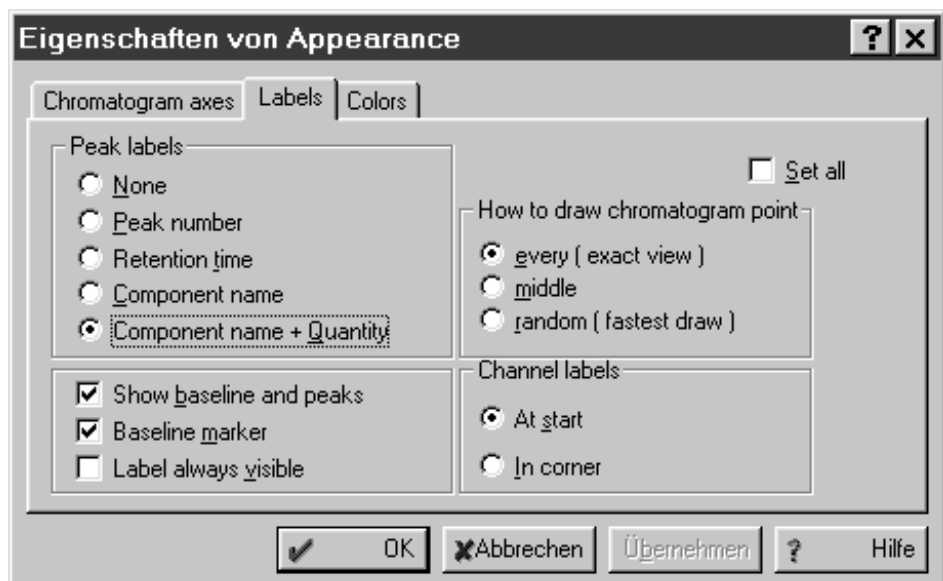 Eigenschaften von Appearance
Chromatogram axes Labels Colors
Peak labels
None
Peak number
Retention time
Component name
Component name + Quantity
Set all
How to draw chromatogram point
every ( exact view )
middle
random ( fastest draw )
Show baseline and peaks
Baseline marker
Label always visible
Channel labels
At start
In corner
OK Abbrechen Übernehmen ? Hilfe